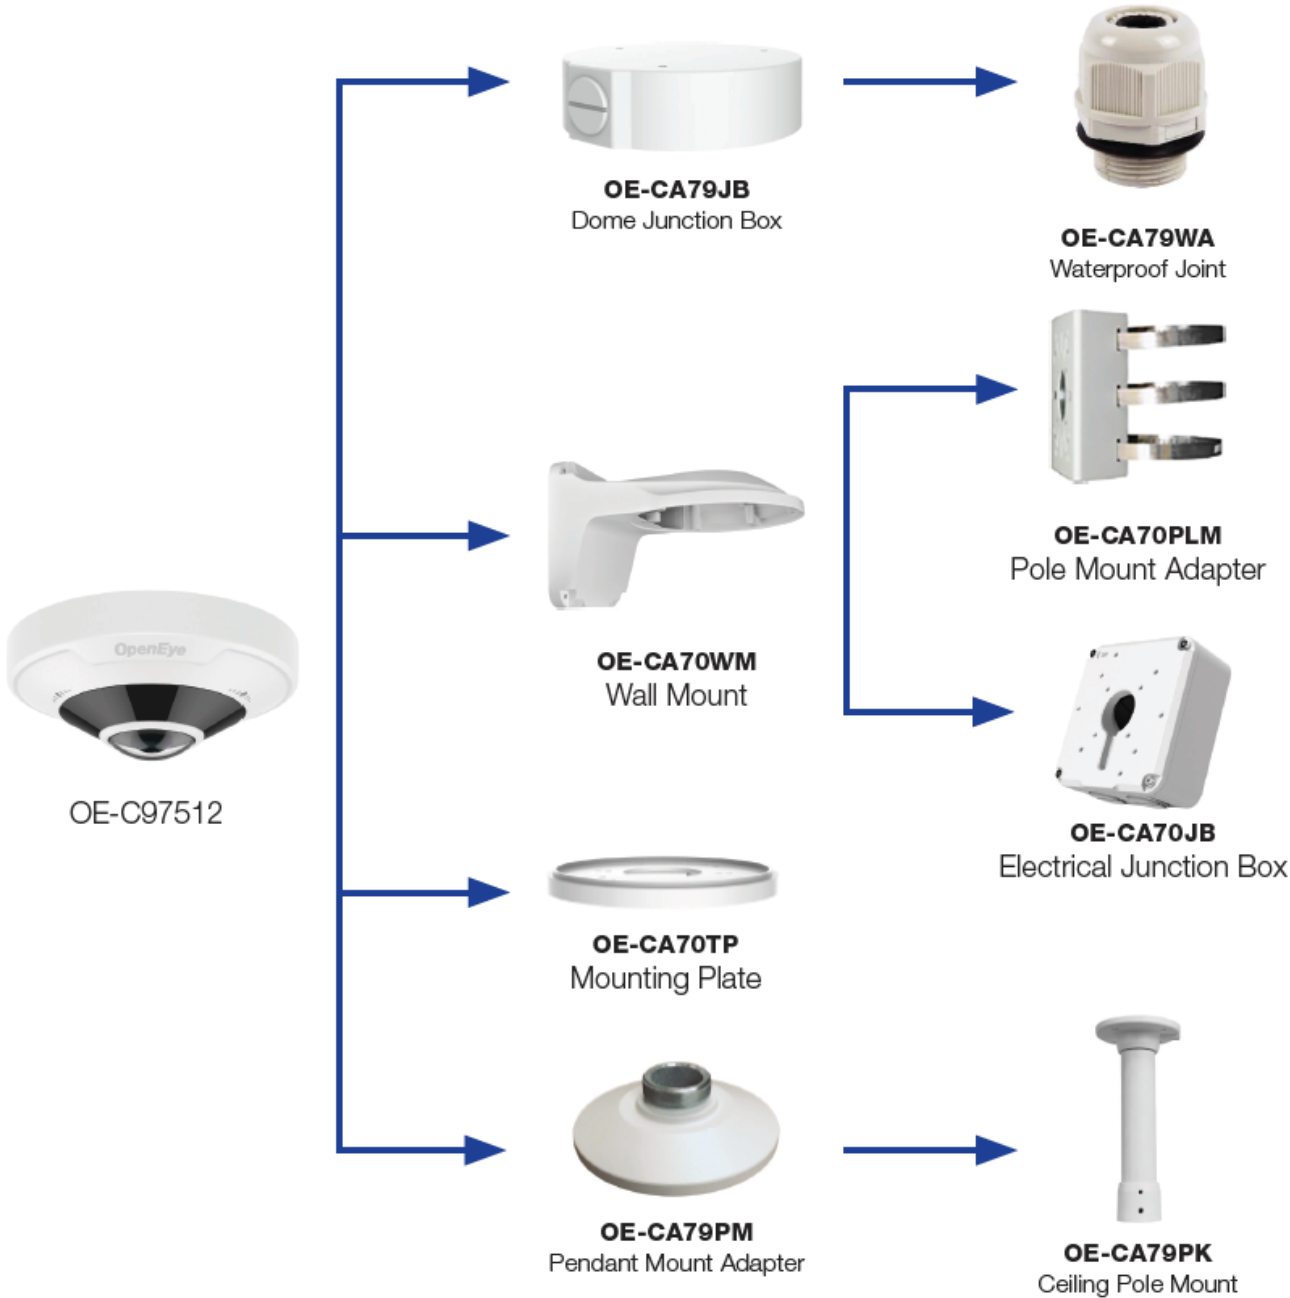 OE-CA79JB
Dome Junction Box
OE-CA79WA
Waterproof Joint
OE-CA70PLM
Pole Mount Adapter
OpenEye
OE-C97512
OE-CA70WM
Wall Mount
OE-CA70JB
Electrical Junction Box
OE-CA70TP
Mounting Plate
OE-CA79PM
Pendant Mount Adapter
OE-CA79PK
Ceiling Pole Mount